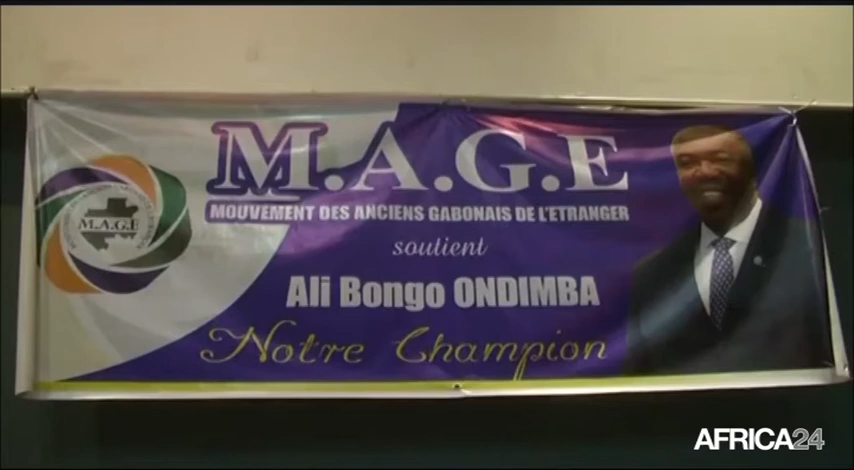 M.A.G.E
MOUVEMENT DES ANCIENS GABONAIS DE L'ETRANGER
soutient
Ali Bongo ONDIMBA
Notre Champion
M.A.G.E
AFRICA24